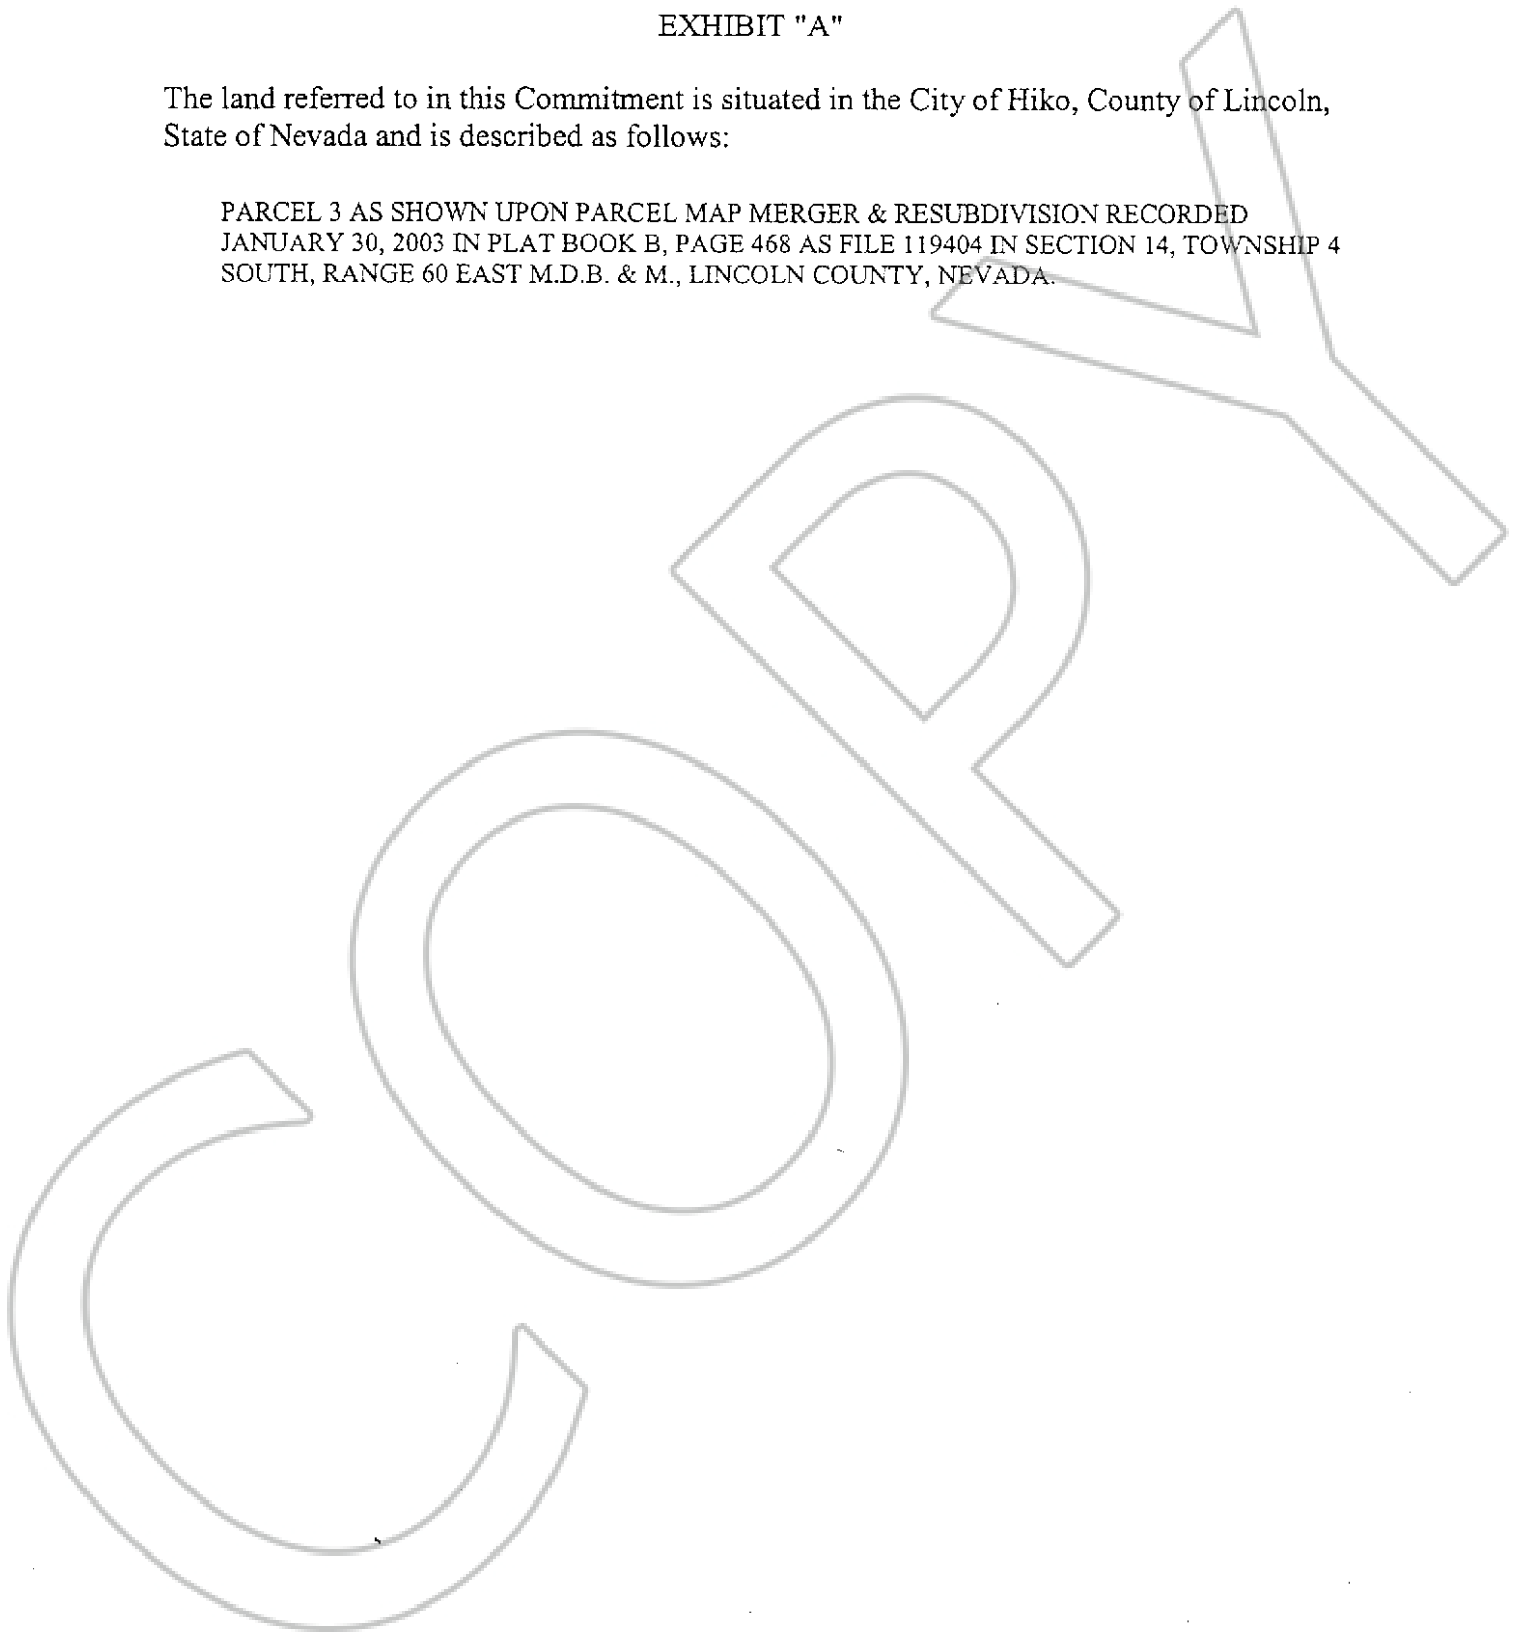 EXHIBIT "A"
The land referred to in this Commitment is situated in the City of Hiko, County of Lincoln,
State of Nevada and is described as follows:
PARCEL 3 AS SHOWN UPON PARCEL MAP MERGER & RESUBDIVISION RECORDED
JANUARY 30, 2003 IN PLAT BOOK B, PAGE 468 AS FILE 119404 IN SECTION 14, TOWNSHIP 4
SOUTH, RANGE 60 EAST M.D.B. & M., LINCOLN COUNTY, NEVADA.
COPY